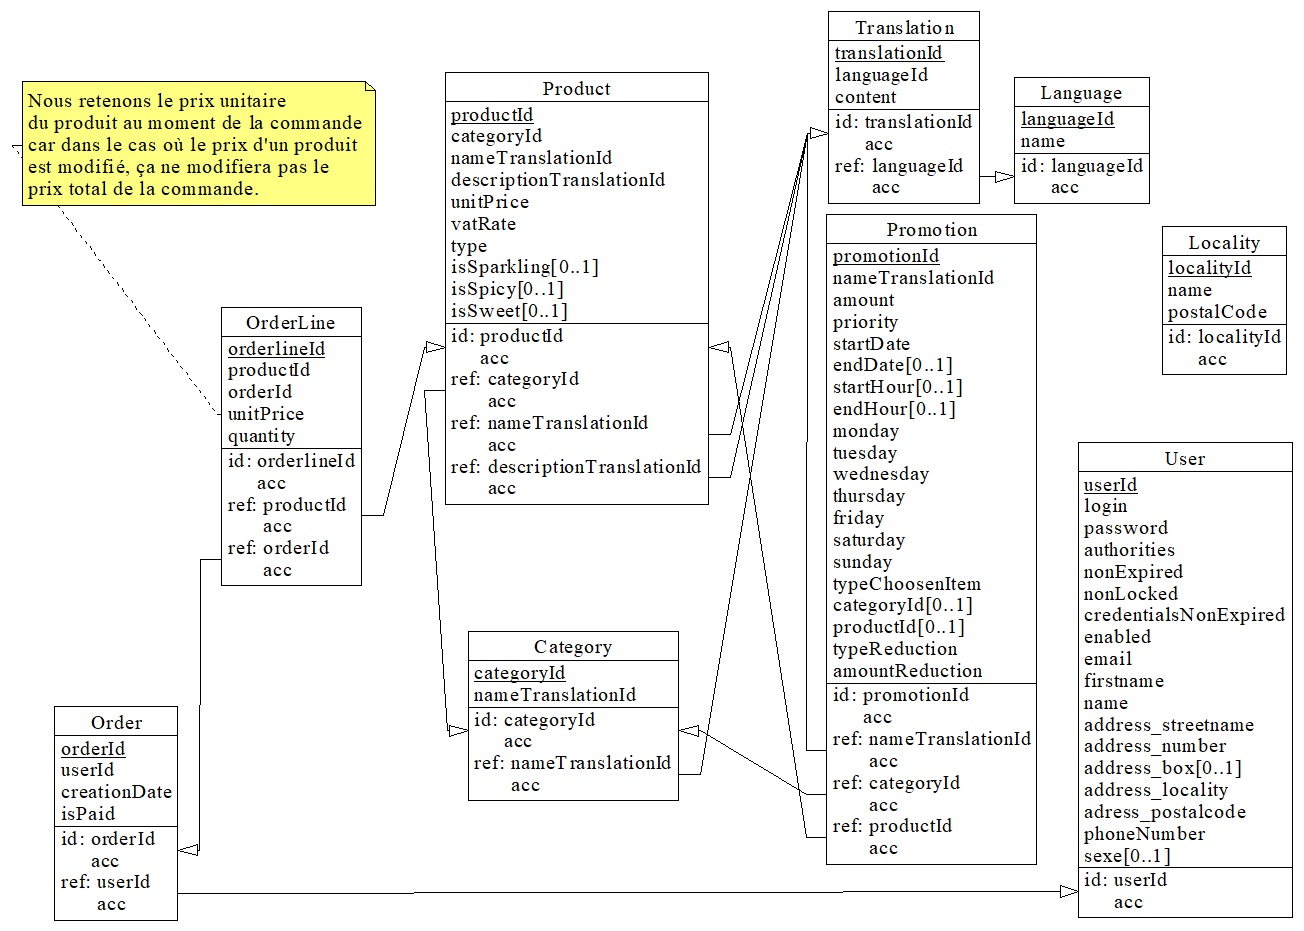 Nous retenons le prix unitaire
du produit au moment de la commande
car dans le cas où le prix d'un produit
est modifié, ça ne modifiera pas le
prix total de la commande.
OrderLine
orderlineId
productId
orderId
unitPrice
quantity
id: orderlineId
acc
ref: productId
acc
ref: orderId
acc
Order
orderId
userId
creationDate
isPaid
id: orderId
acc
ref: userId
acc
Product
productId
categoryId
nameTranslationId
descriptionTranslationId
unitPrice
vatRate
type
isSparkling[0..1]
isSpicy[0..1]
isSweet[0..1]
id: productId
acc
ref: categoryId
acc
ref: nameTranslationId
acc
ref: descriptionTranslationId
acc
Category
categoryId
nameTranslationId
id: categoryId
acc
ref: nameTranslationId
acc
Translation
translationId
languageId
content
id: translationId
acc
ref: languageId
acc
Language
languageId
name
id: languageId
acc
Promotion
promotionId
nameTranslationId
amount
priority
startDate
endDate[0..1]
startHour[0..1]
endHour[0..1]
monday
tuesday
wednesday
thursday
friday
saturday
sunday
typeChoosenItem
categoryId[0..1]
productId[0..1]
typeReduction
amountReduction
id: promotionId
acc
ref: nameTranslationId
acc
ref: categoryId
acc
ref: productId
acc
Locality
localityId
name
postalCode
id: localityId
acc
User
userId
login
password
authorities
nonExpired
nonLocked
credentialsNonExpired
enabled
email
firstname
name
address_streetname
address_number
address_box[0..1]
address_locality
adress_postalcode
phoneNumber
sexe[0..1]
id: userId
acc